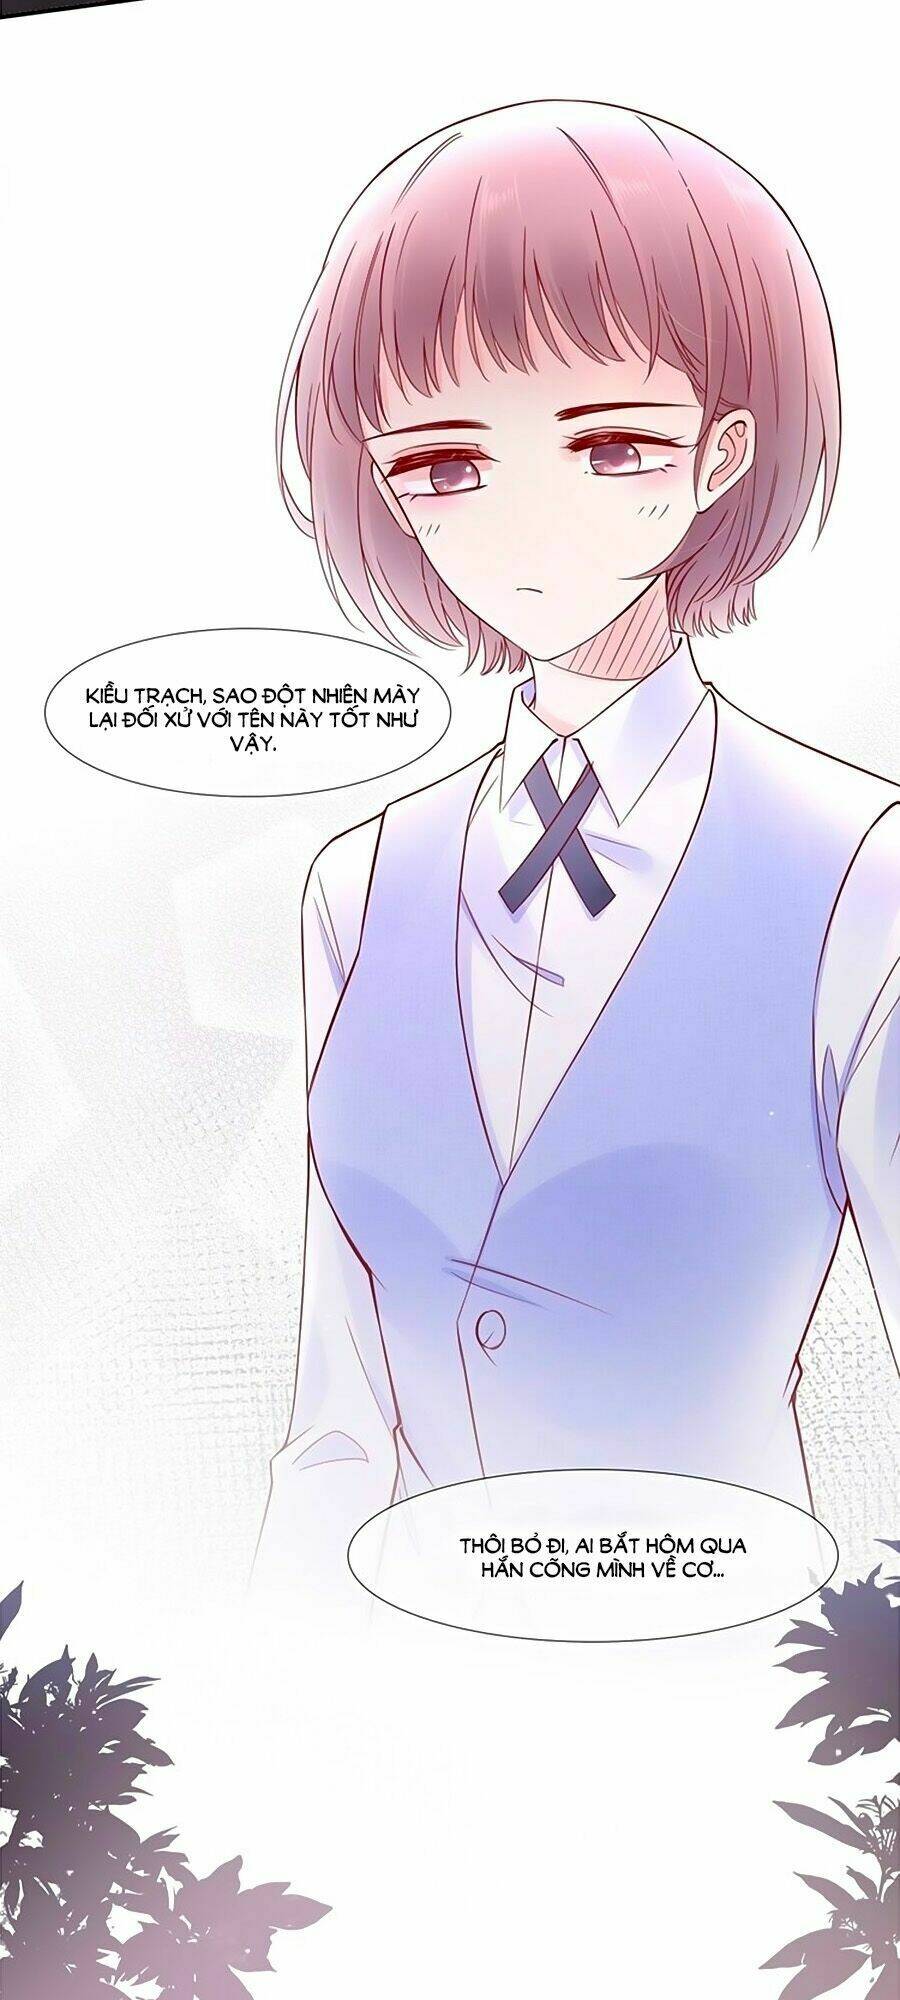 KIỀU TRẠCH, SAO ĐỘT NHIÊN MÀY
LẠI ĐỐI XỬ VỚI TÊN NÀY TỐT NHƯ
VẬY.
THÔI BỎ ĐI, AI BẮT HÔM QUA
HẮN CÕNG MÌNH VỀ CƠ...